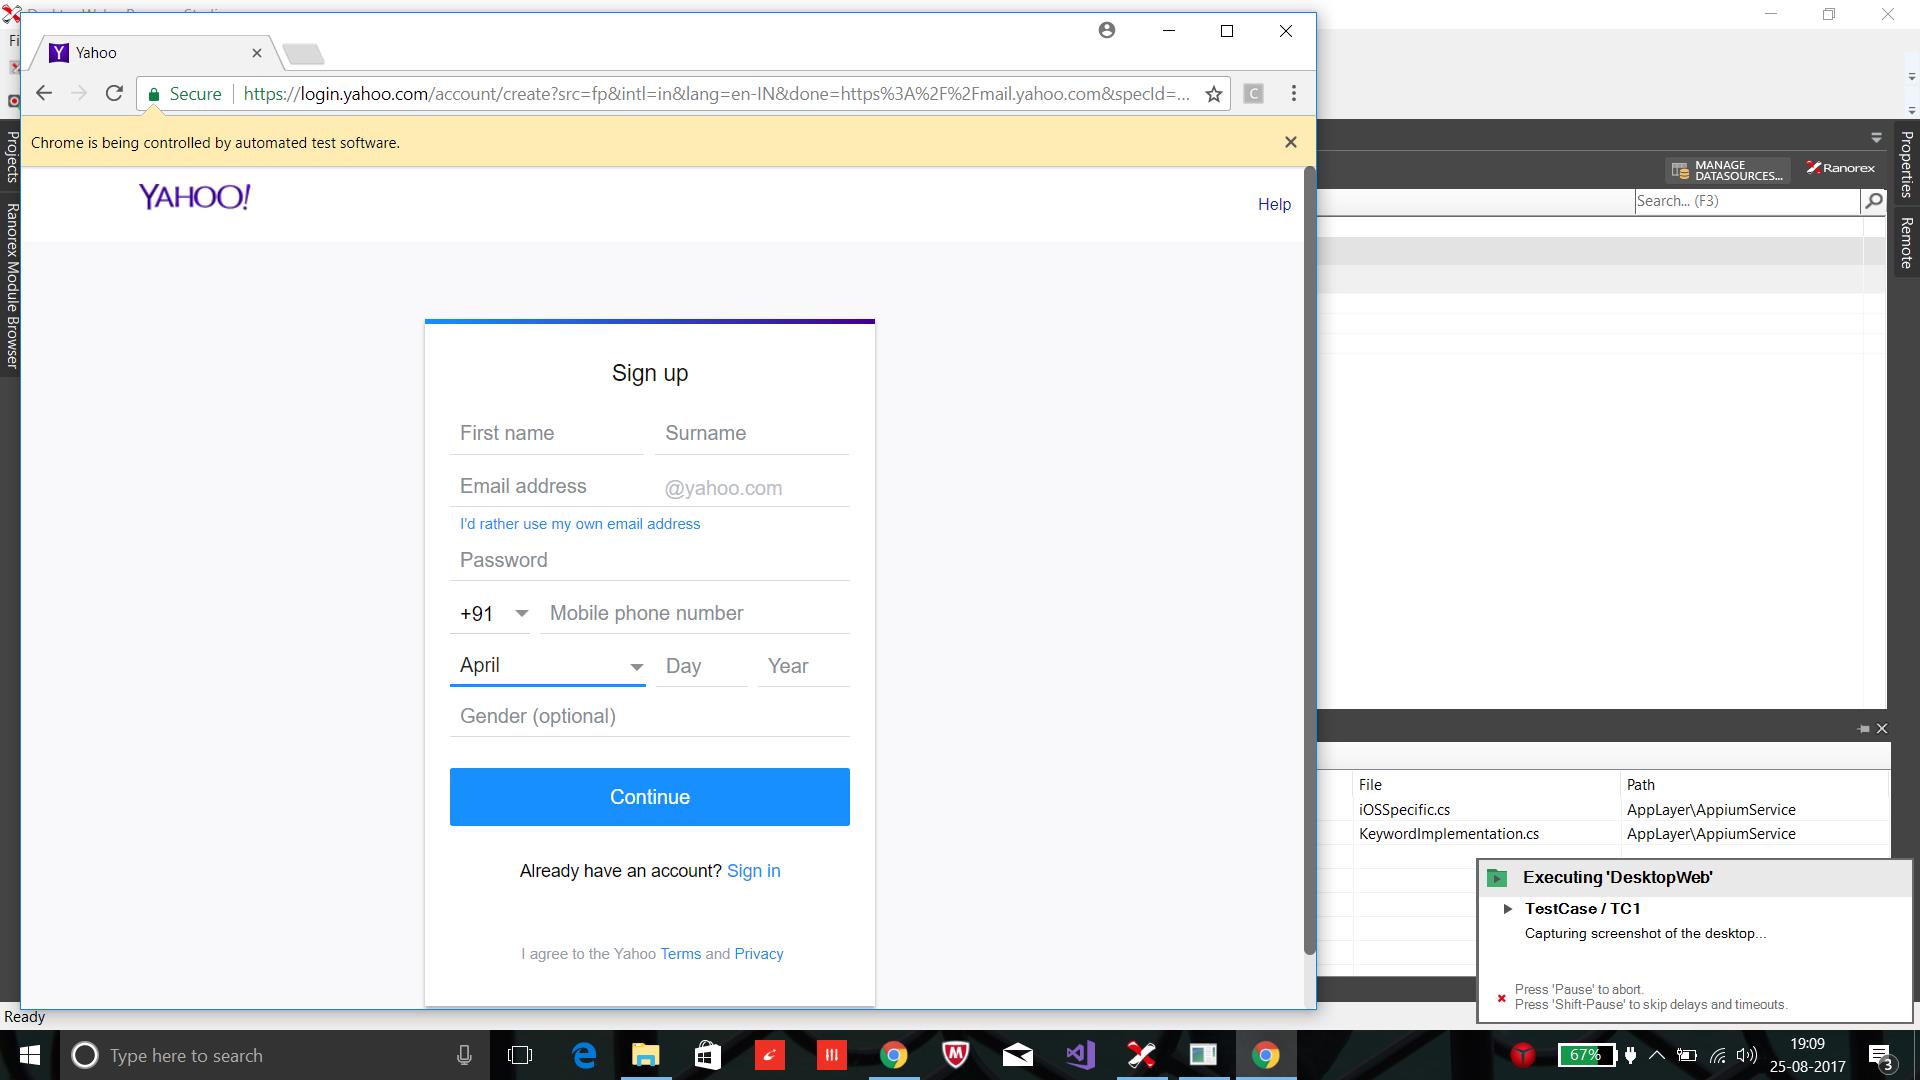 Fi
Yahoo
Secure
https://login.yahoo.com/account/create?src=fp&intl=in&lang=en-IN&done=https%3A%2F%2Fmail.yahoo.com&specId=...
C
Chrome is being controlled by automated test software.
YAHOO!
Help
Sign up
First name
Surname
Email address
@yahoo.com
I'd rather use my own email address
Password
+91
Mobile phone number
April
Day
Year
Gender (optional)
Continue
Already have an account? Sign in
I agree to the Yahoo Terms and Privacy
Projects
Ranorex Module Browser
MANAGE
DATASOURCES...
Ranorex
Search... (F3)
Properties
Remote
File
Path
iOSSpecific.cs
AppLayer\AppiumService
KeywordImplementation.cs
AppLayer\AppiumService
Executing 'DesktopWeb'
TestCase / TC1
Capturing screenshot of the desktop...
Press 'Pause' to abort.
Press 'Shift-Pause' to skip delays and timeouts.
Ready
Type here to search
67%
19:09
25-08-2017
3